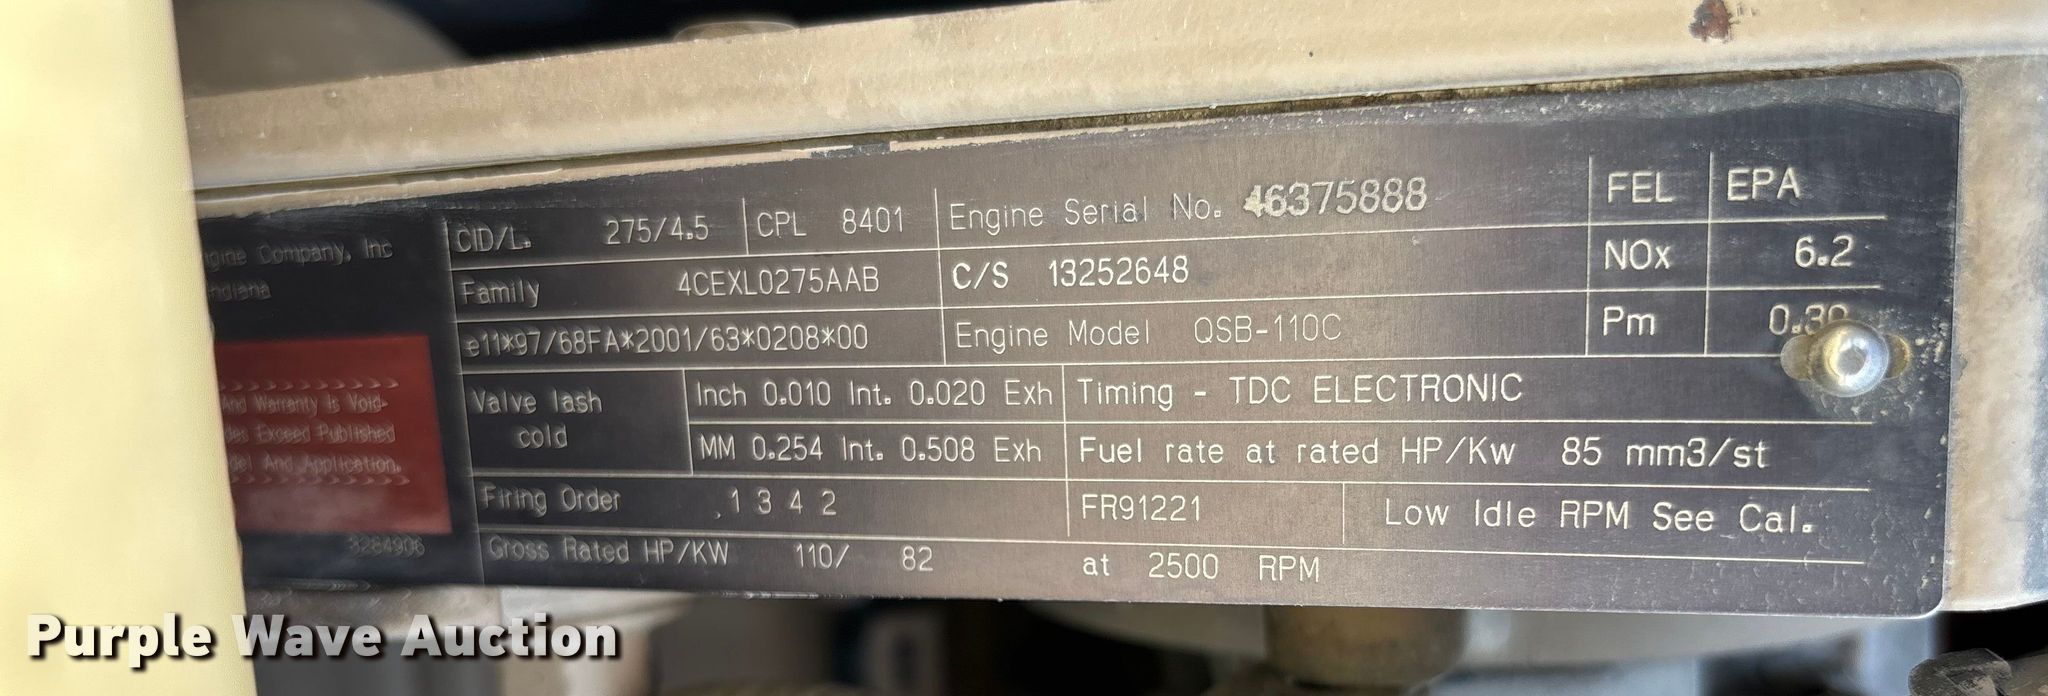 gine Company, Inc
ndiana
And Warranty Is Void
des Exceed Published
del And Application.
3284906
CID/L. 275/4.5 CPL 8401 Engine Serial No. 46375888 FEL EPA
Family 4CEXL0275AAB C/S 13252648 NOx 6.2
e11*97/68FA*2001/63*0208*00 Engine Model QSB-110C Pm 0.30
Valve lash cold Inch 0.010 Int. 0.020 Exh Timing - TDC ELECTRONIC
MM 0.254 Int. 0.508 Exh Fuel rate at rated HP/Kw 85 mm3/st
Firing Order 1 3 4 2 FR91221 Low Idle RPM See Cal.
Gross Rated HP/KW 110/ 82 at 2500 RPM
Purple Wave Auction